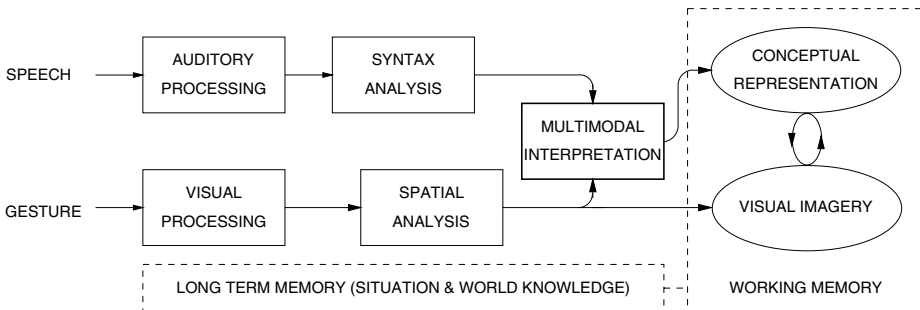 SPEECH
AUDITORY
PROCESSING
SYNTAX
ANALYSIS
MULTIMODAL
INTERPRETATION
CONCEPTUAL
REPRESENTATION
GESTURE
VISUAL
PROCESSING
SPATIAL
ANALYSIS
VISUAL IMAGERY
LONG TERM MEMORY (SITUATION & WORLD KNOWLEDGE)
WORKING MEMORY